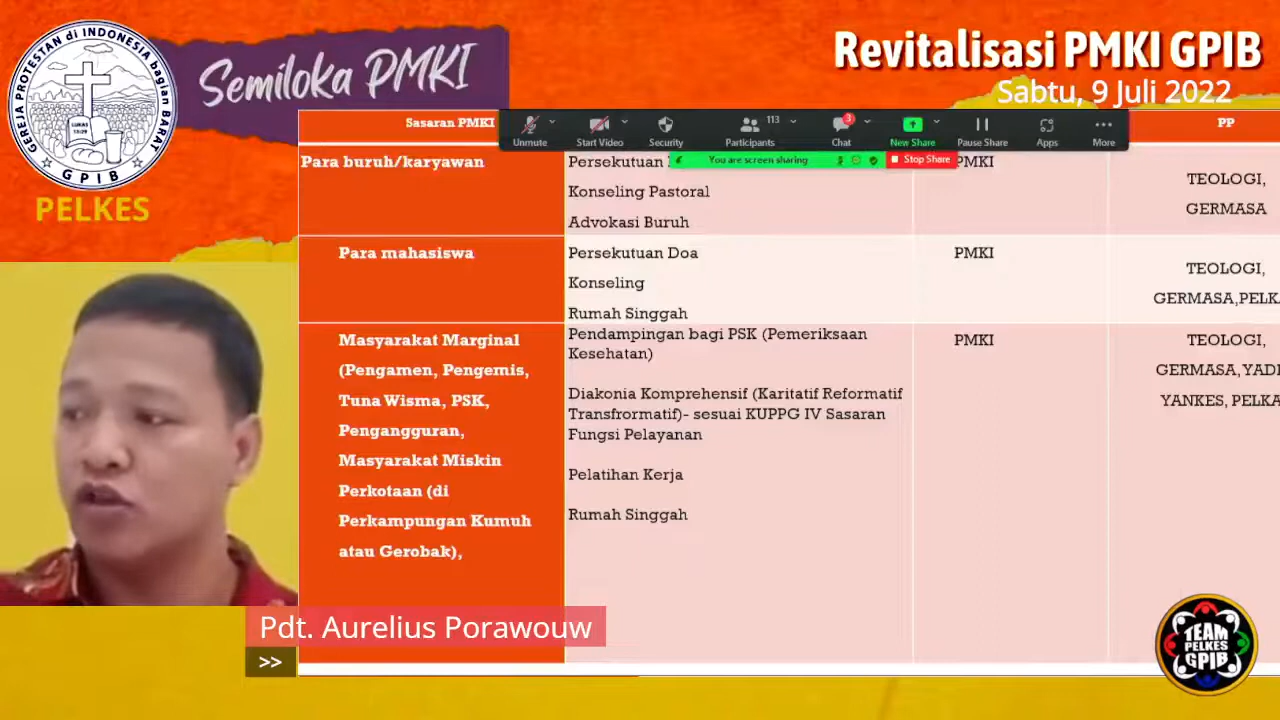 GEREJA PROTESTAN di INDONESIA bagian BARAT
LUKAS
GPIB
PELKES
Semiloka PMKI
Revitalisasi PMKI GPIB
Sabtu, 9 Juli 2022
Sasaran PMKI
PP
Unmute
Start Video
Security
Participants
113
Chat
3
New Share
Pause Share
Apps
More
You are screen sharing
Stop Share
Para buruh/karyawan
Persekutuan
Konseling Pastoral
Advokasi Buruh
PMKI
TEOLOGI,
GERMASA
Para mahasiswa
Persekutuan Doa
Konseling
Rumah Singgah
PMKI
TEOLOGI,
GERMASA,PELK
Masyarakat Marginal
(Pengamen, Pengemis,
Tuna Wisma, PSK,
Pengangguran,
Masyarakat Miskin
Perkotaan (di
Perkampungan Kumuh
atau Gerobak),
Pendampingan bagi PSK (Pemeriksaan
Kesehatan)
Diakonia Komprehensif (Karitatif Reformatif
Transfrormatif)- sesuai KUPPG IV Sasaran
Fungsi Pelayanan
Pelatihan Kerja
Rumah Singgah
PMKI
TEOLOGI,
GERMASA, YAD
YANKES, PELKA
Pdt. Aurelius Porawouw
>>
TEAM
PELKES
GPIB